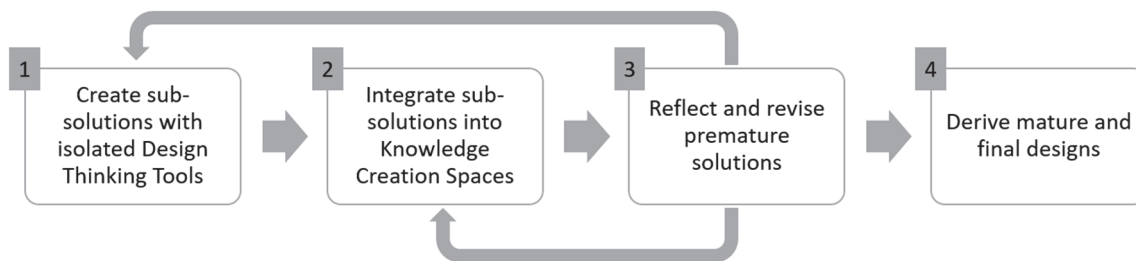 1
Create sub-
solutions with
isolated Design
Thinking Tools
2
Integrate sub-
solutions into
Knowledge
Creation Spaces
3
Reflect and revise
premature
solutions
4
Derive mature and
final designs